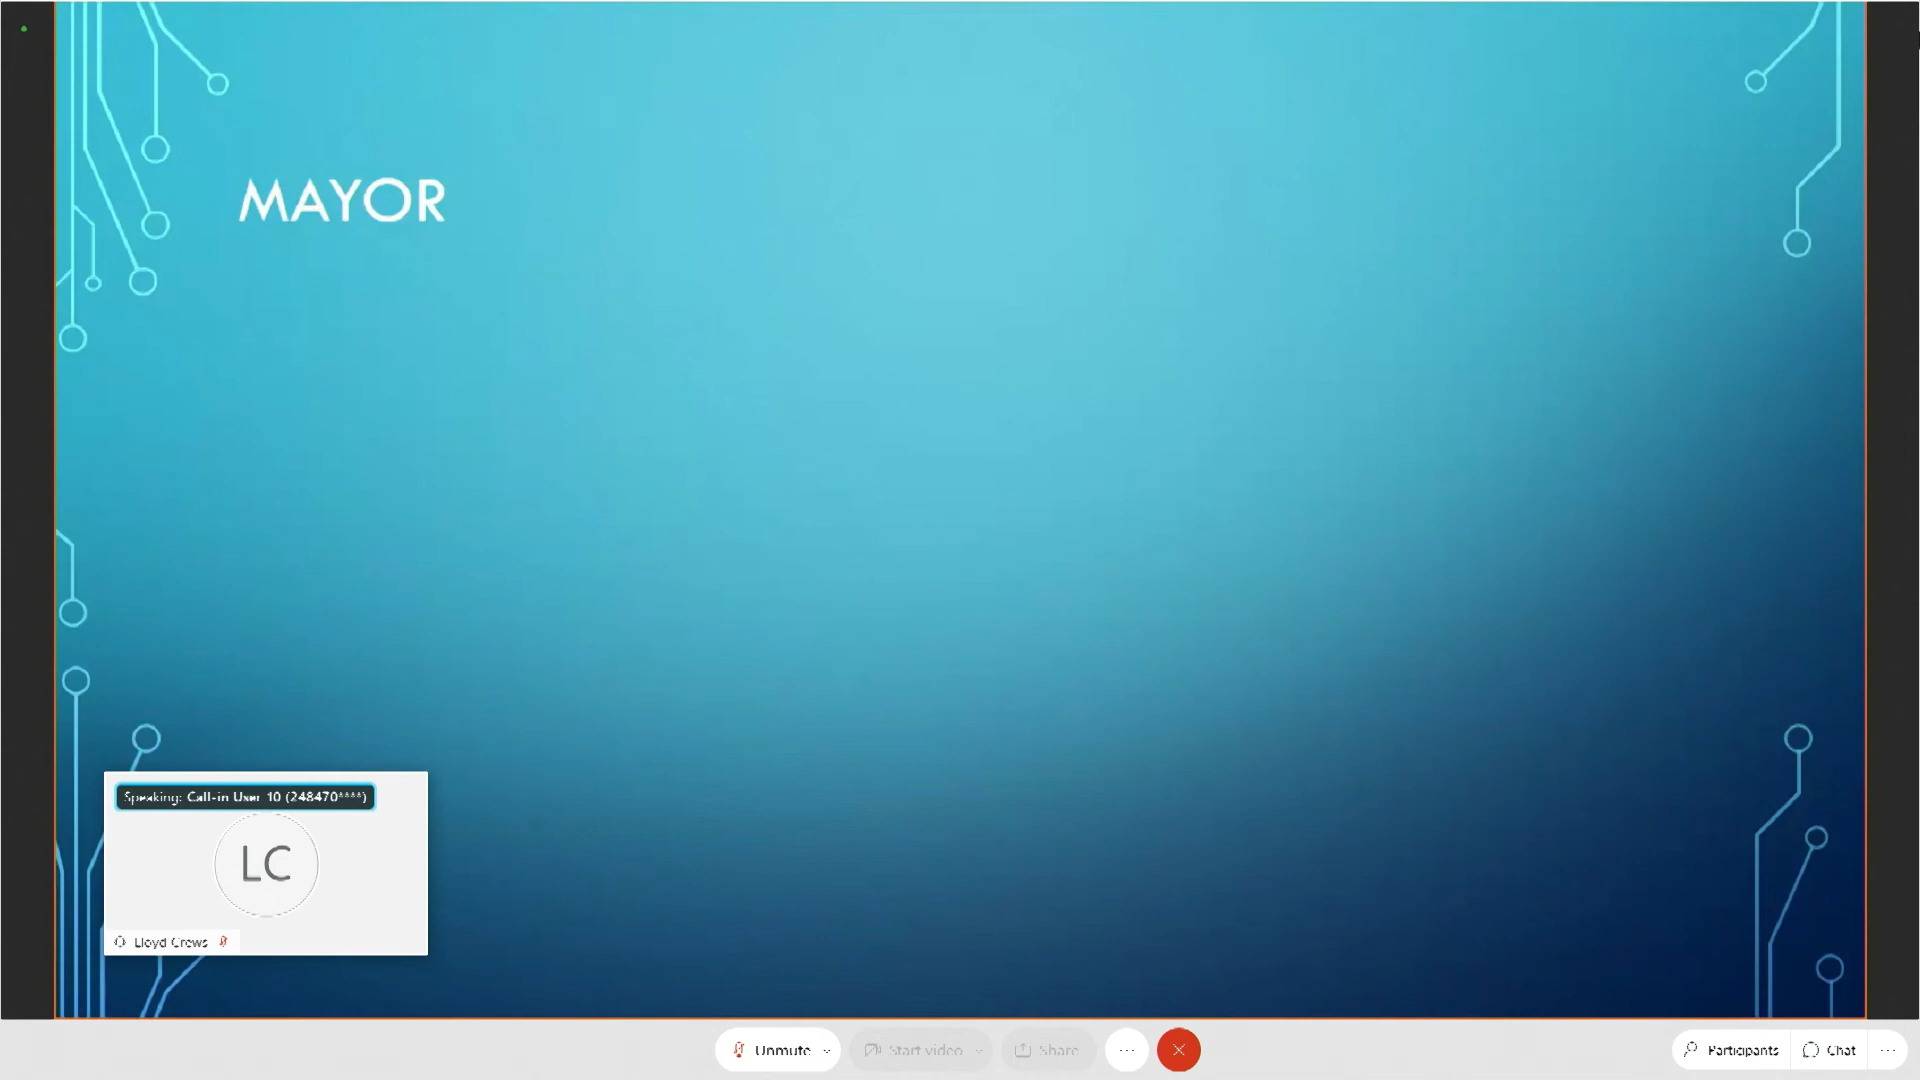 MAYOR
Speaking: Call-in User 10 (248470****)
LC
Lloyd Crews
Unmute
Start video
Share
Participants
Chat